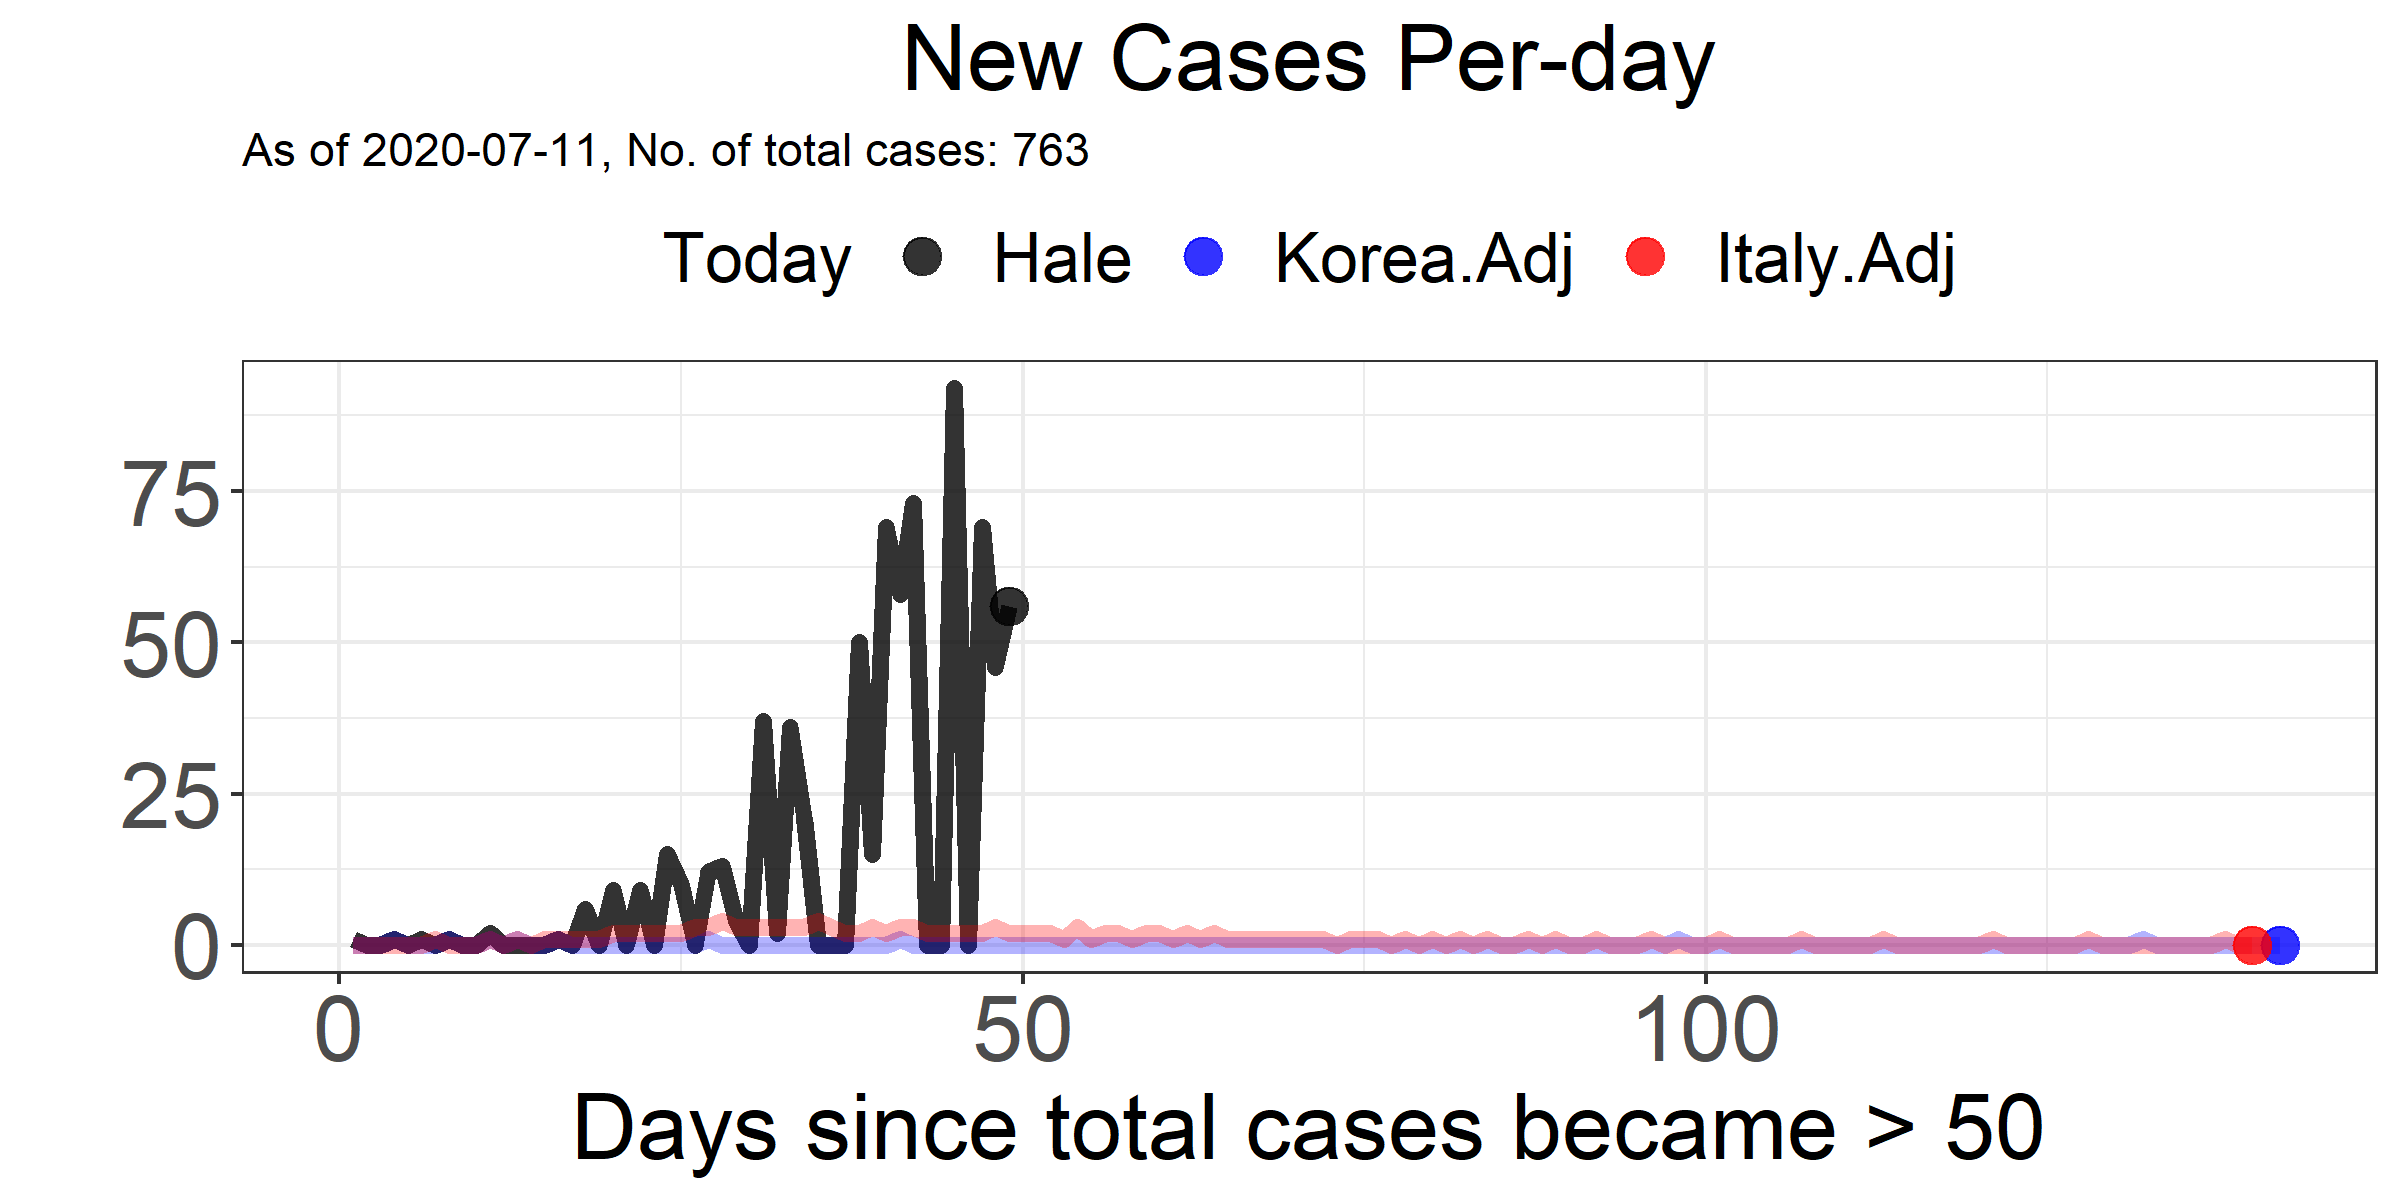 New Cases Per-day
As of 2020-07-11, No. of total cases: 763
Today Hale Korea.Adj Italy.Adj
75
50
25
0
0 50 100
Days since total cases became > 50